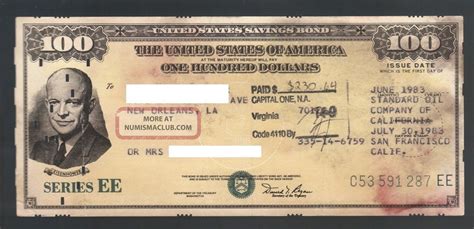 UNITED STATES SAVINGS BOND
100 THE UNITED STATES OF AMERICA 100
AT THE MATURITY HEREOF WILL PAY
ONE HUNDRED DOLLARS
ISSUE DATE
WHICH IS THE FIRST DAY OF
To
PAID $
JUNE 1983
AVE CAPITAL ONE, N.A.
STANDARD OIL
NEW ORLEANS, LA
COMPANY OF
FROM
WWW.
NUMISMACLUB.COM
Virginia
CALIFORNIA
Code 4110 By
JULY 30, 1983
OR MRS
SAN FRANCISCO
CALIF.
EISENHOWER
SERIES EE
C53 591 287 EE